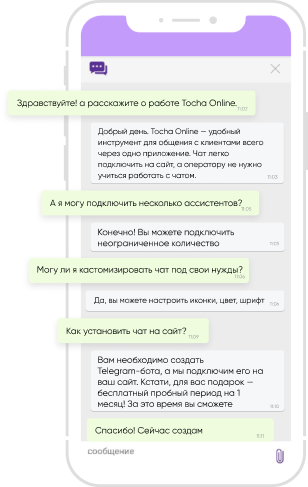 Здравствуйте! а расскажите о работе Tocha Online.
11:02
Добрый день. Tocha Online — удобный
инструмент для общения с клиентами всего
через одно приложение. Чат легко
подключить на сайт, а оператору не нужно
учиться работать с чатом.
11:03
А я могу подключить несколько ассистентов?
11:05
Конечно! Вы можете подключить
неограниченное количество
11:05
Могу ли я кастомизировать чат под свои нужды?
11:06
Да, вы можете настроить иконки, цвет, шрифт
11:06
Как установить чат на сайт?
11:09
Вам необходимо создать
Telegram-бота, а мы подключим его на
ваш сайт. Кстати, для вас подарок —
бесплатный пробный период на 1
месяц! За это время вы сможете
11:10
Спасибо! Сейчас создам
11:11
сообщение